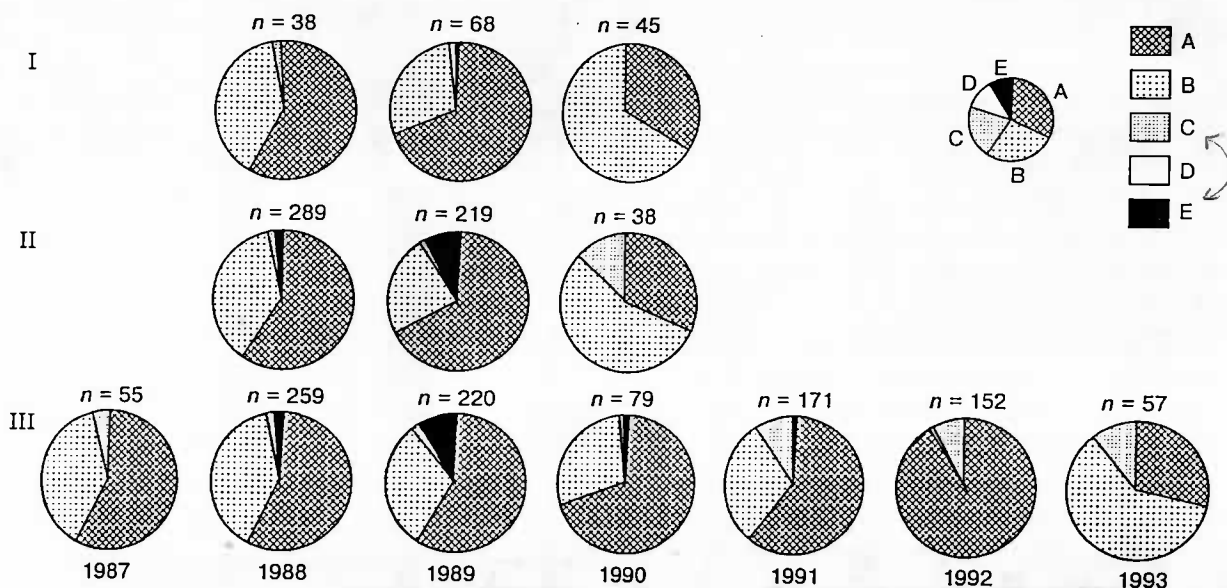 n = 38
n = 68
n = 45
I
n = 289
n = 219
n = 38
II
n = 55
n = 259
n = 220
n = 79
n = 171
n = 152
n = 57
III
1987
1988
1989
1990
1991
1992
1993
E
D
A
C
B
A
B
C
D
E